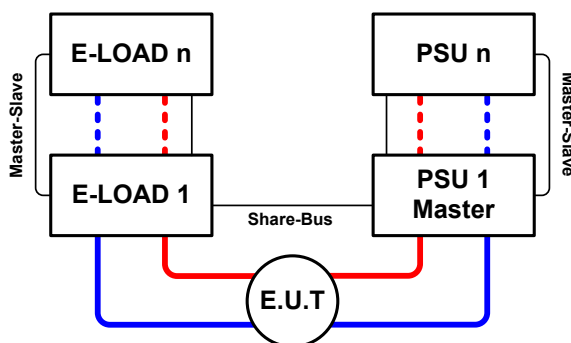 E-LOAD n
PSU n
Master-Slave
Master-Slave
E-LOAD 1
PSU 1
Master
Share-Bus
E.U.T